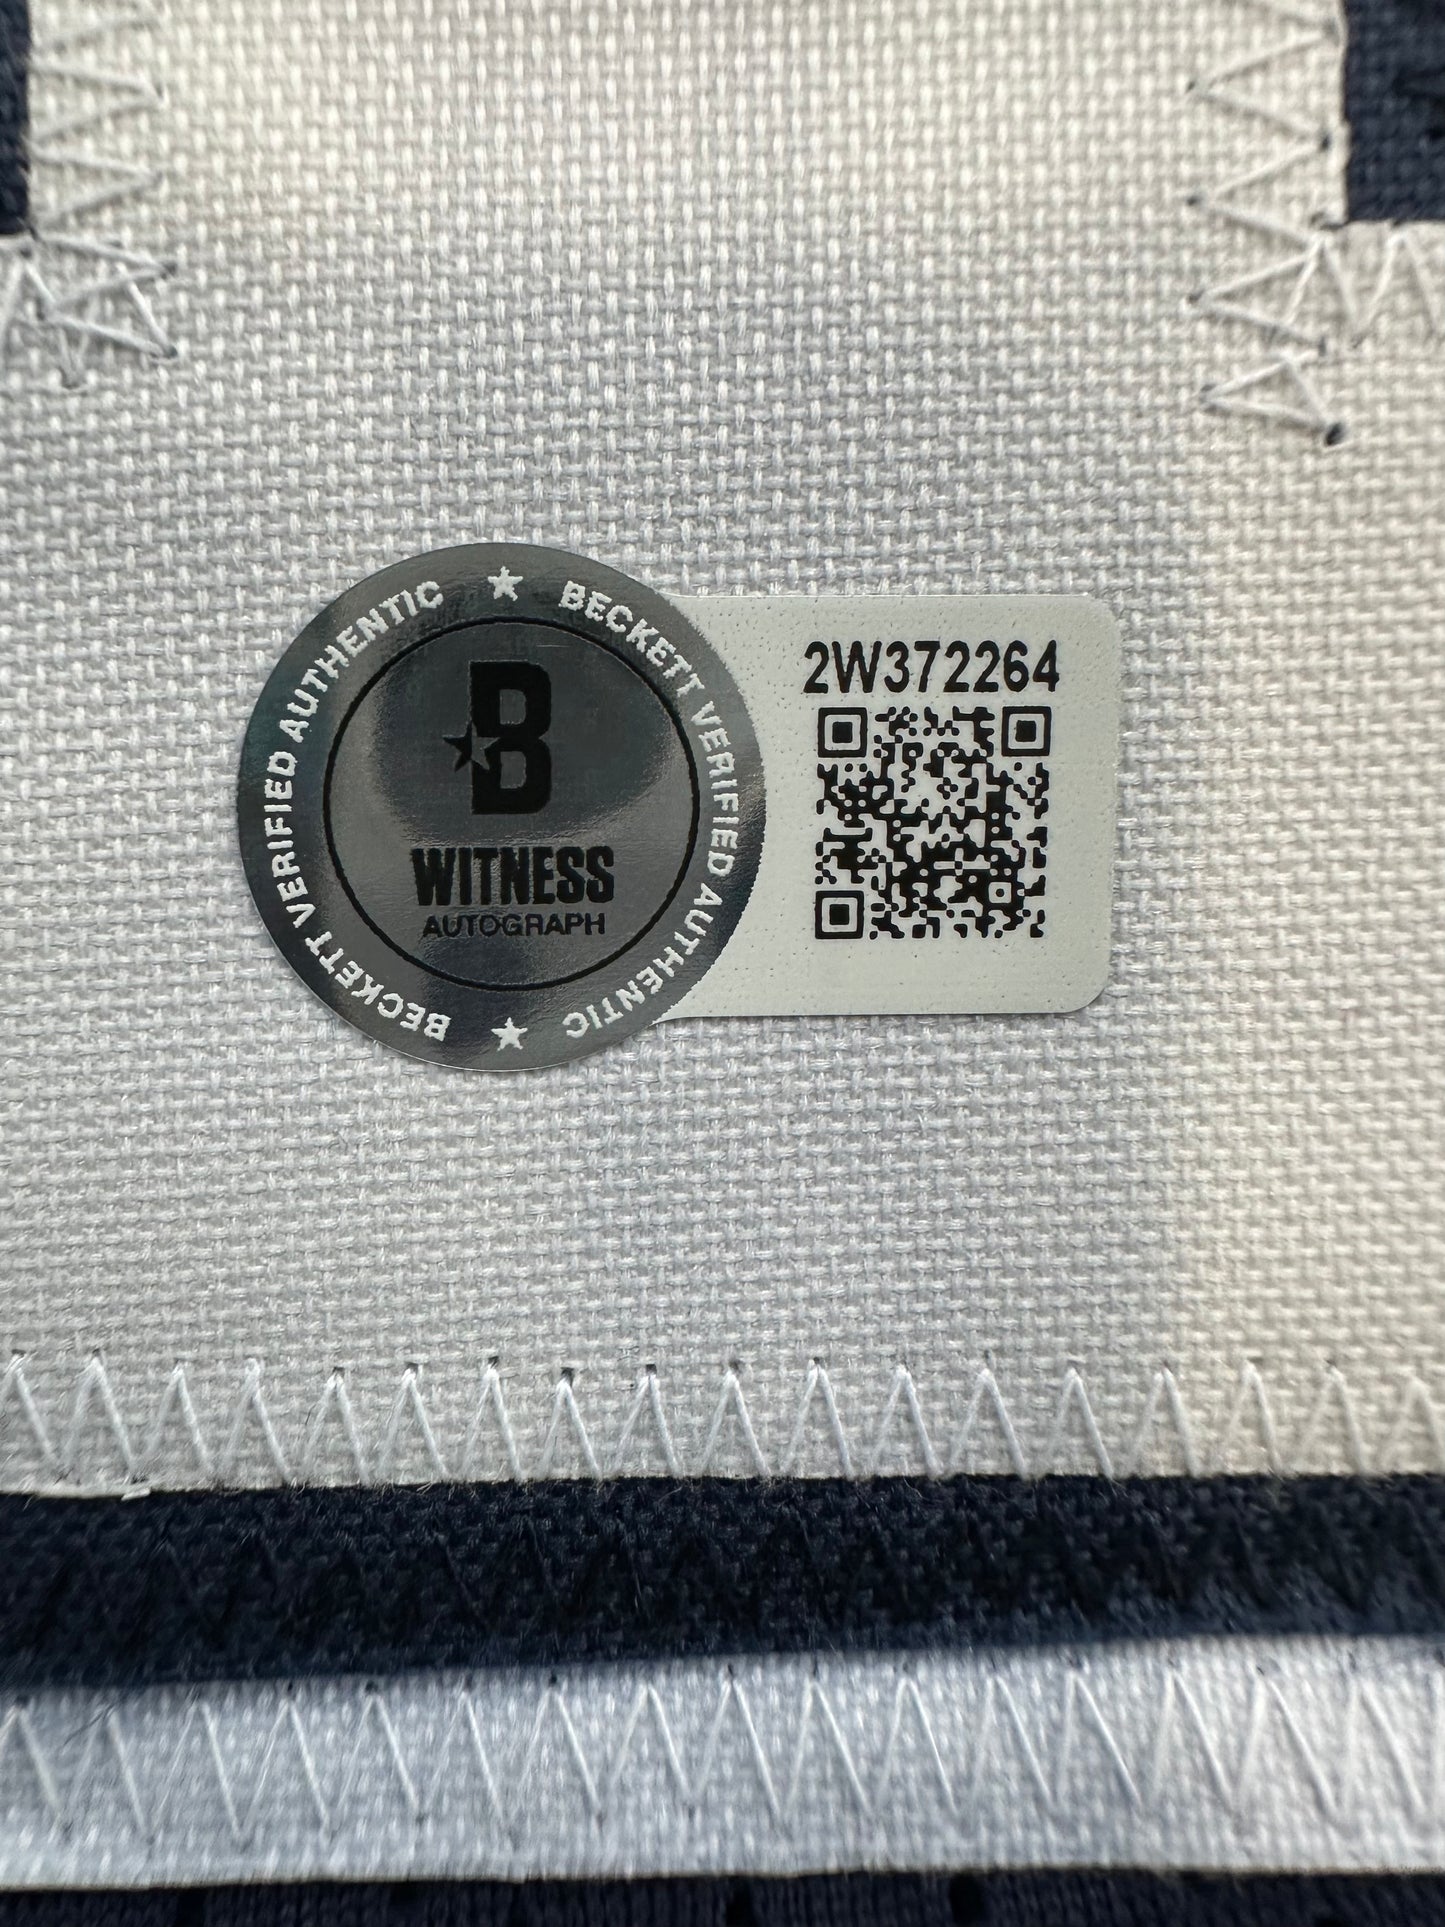 BECKETT VERIFIED AUTHENTIC ★ BECKETT VERIFIED AUTHENTIC ★
B
WITNESS
AUTOGRAPH
2W372264